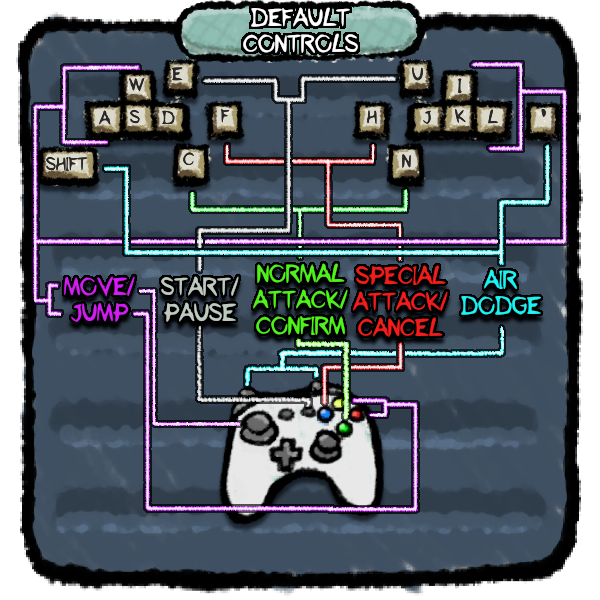 DEFAULT
CONTROLS
W E U I
A S D F H J K L '
SHIFT C N
MOVE/
JUMP
START/
PAUSE
NORMAL
ATTACK/
CONFIRM
SPECIAL
ATTACK/
CANCEL
AIR
DODGE